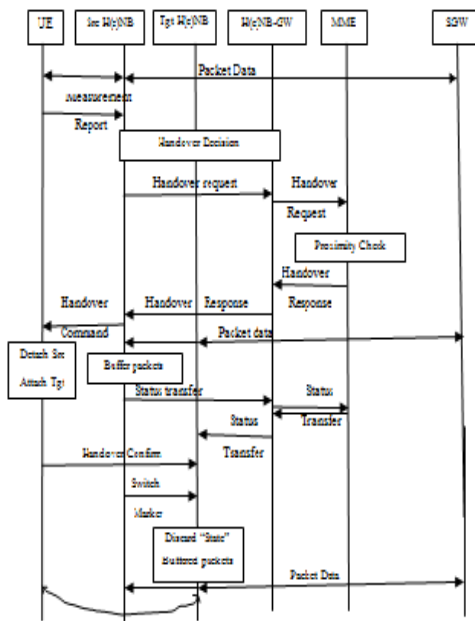 UE Src H(e)NB Tgt H(e)NB H(e)NB-GW MME SGW
Packet Data
Measurement
Report
Handover Decision
Handover request Handover
Request
Proximity Check
Handover
Handover Handover Response Response
Command Packet data
Detach Src
Attach Tgt
Buffer packets
Status transfer Status
Status Transfer
Transfer
Handover Confirm
Switch
Marker
Discard "State"
Buffered packets
Packet Data